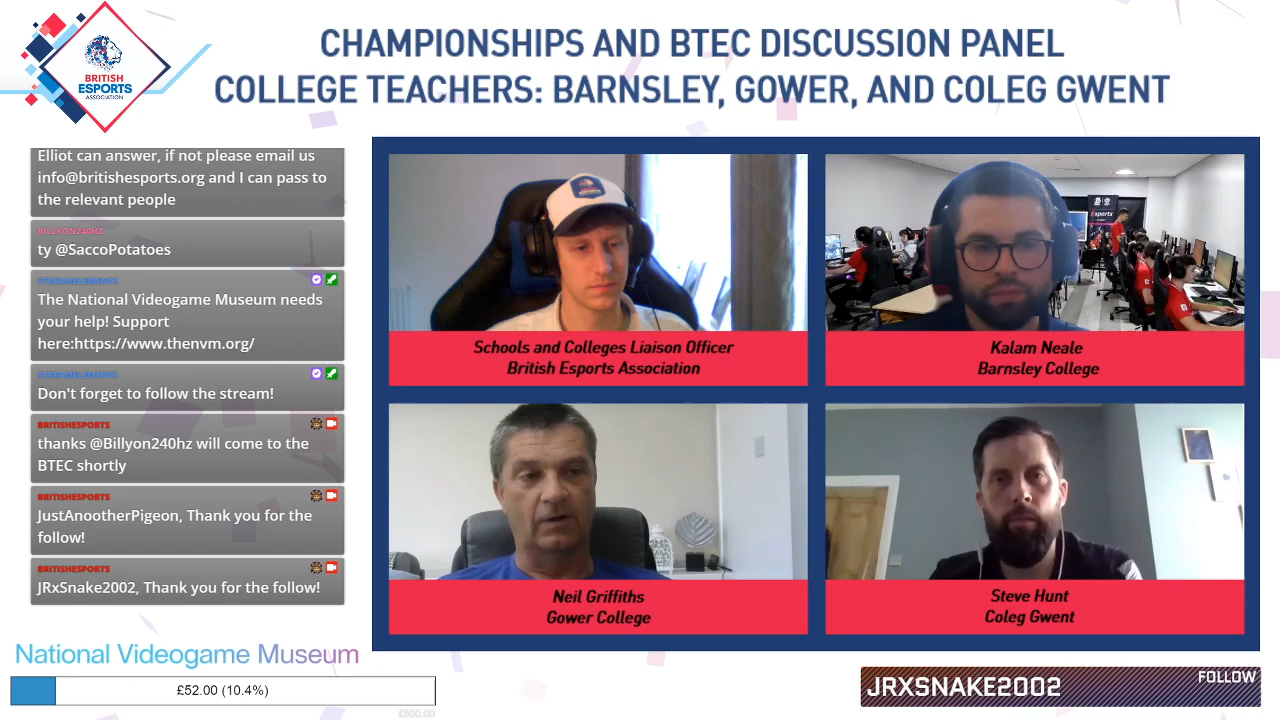 CHAMPIONSHIPS AND BTEC DISCUSSION PANEL
COLLEGE TEACHERS: BARNSLEY, GOWER, AND COLEG GWENT
BRITISH
ESPORTS
ASSOCIATION
Elliot can answer, if not please email us
info@britishesports.org and I can pass to
the relevant people
BILLYON240HZ
ty @SaccoPotatoes
STREAMELEMENTS
The National Videogame Museum needs
your help! Support
here:https://www.thenvm.org/
STREAMELEMENTS
Don't forget to follow the stream!
BRITISHESPORTS
thanks @Billyon240hz will come to the
BTEC shortly
BRITISHESPORTS
JustAnootherPigeon, Thank you for the
follow!
BRITISHESPORTS
JRxSnake2002, Thank you for the follow!
Schools and Colleges Liaison Officer
British Esports Association
Esports
Kalam Neale
Barnsley College
Neil Griffiths
Gower College
Steve Hunt
Coleg Gwent
National Videogame Museum
£52.00 (10.4%)
£500.00
JRXSNAKE2002
FOLLOW